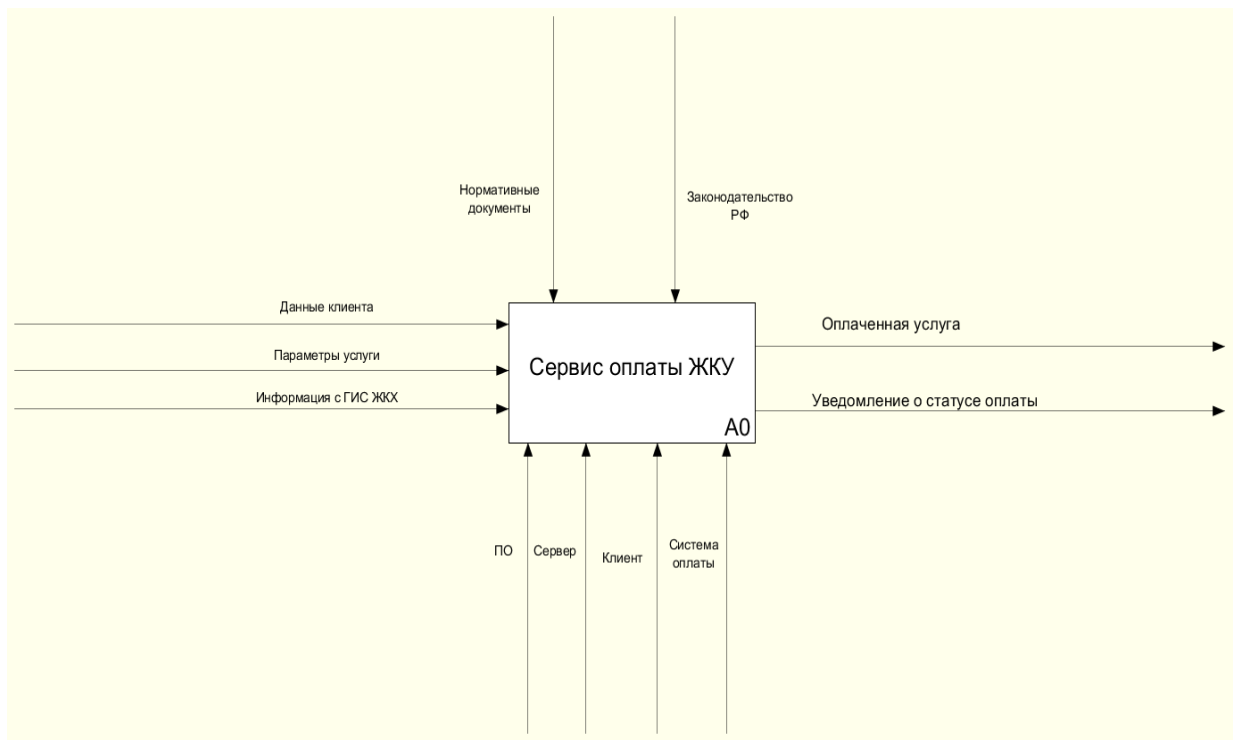 Нормативные
документы
Законодательство
РФ
Данные клиента
Параметры услуги
Информация с ГИС ЖКХ
Сервис оплаты ЖКУ
A0
Оплаченная услуга
Уведомление о статусе оплаты
ПО
Сервер
Клиент
Система
оплаты